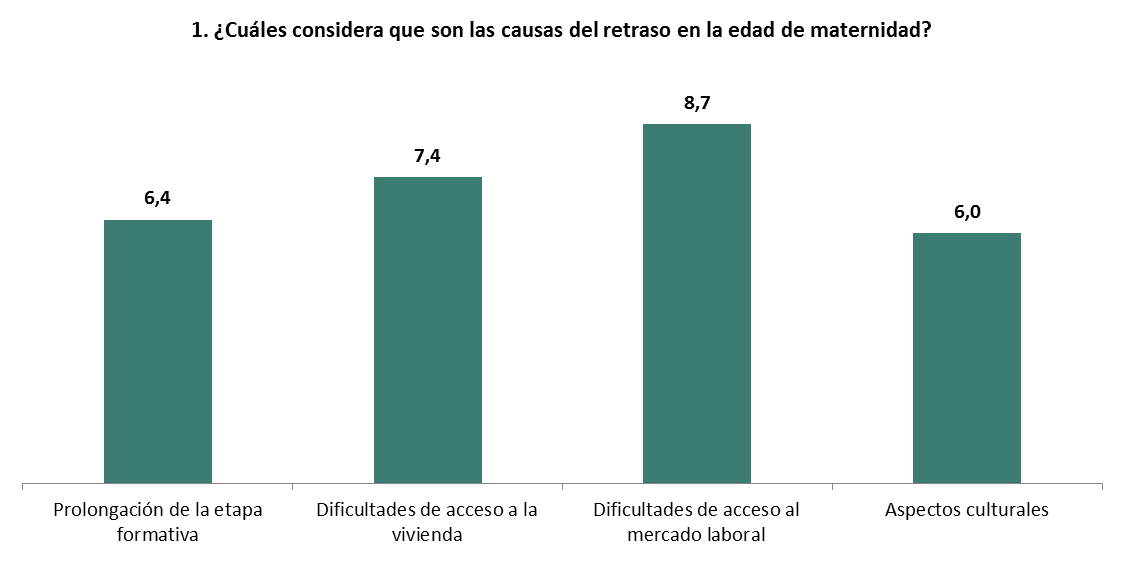 1. ¿Cuáles considera que son las causas del retraso en la edad de maternidad?
8,7
7,4
6,4
6,0
Prolongación de la etapa
formativa
Dificultades de acceso a la
vivienda
Dificultades de acceso al
mercado laboral
Aspectos culturales